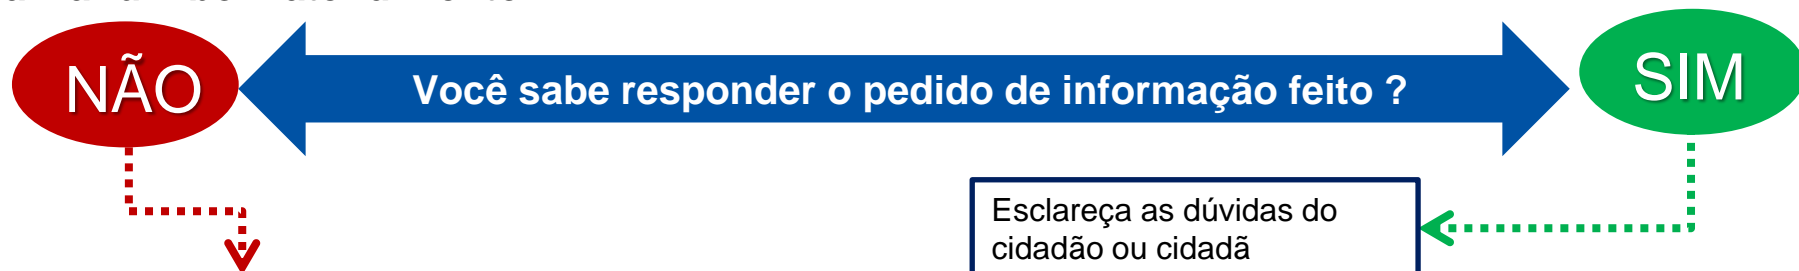 NÃO
Você sabe responder o pedido de informação feito ?
SIM
Esclareça as dúvidas do
cidadão ou cidadã